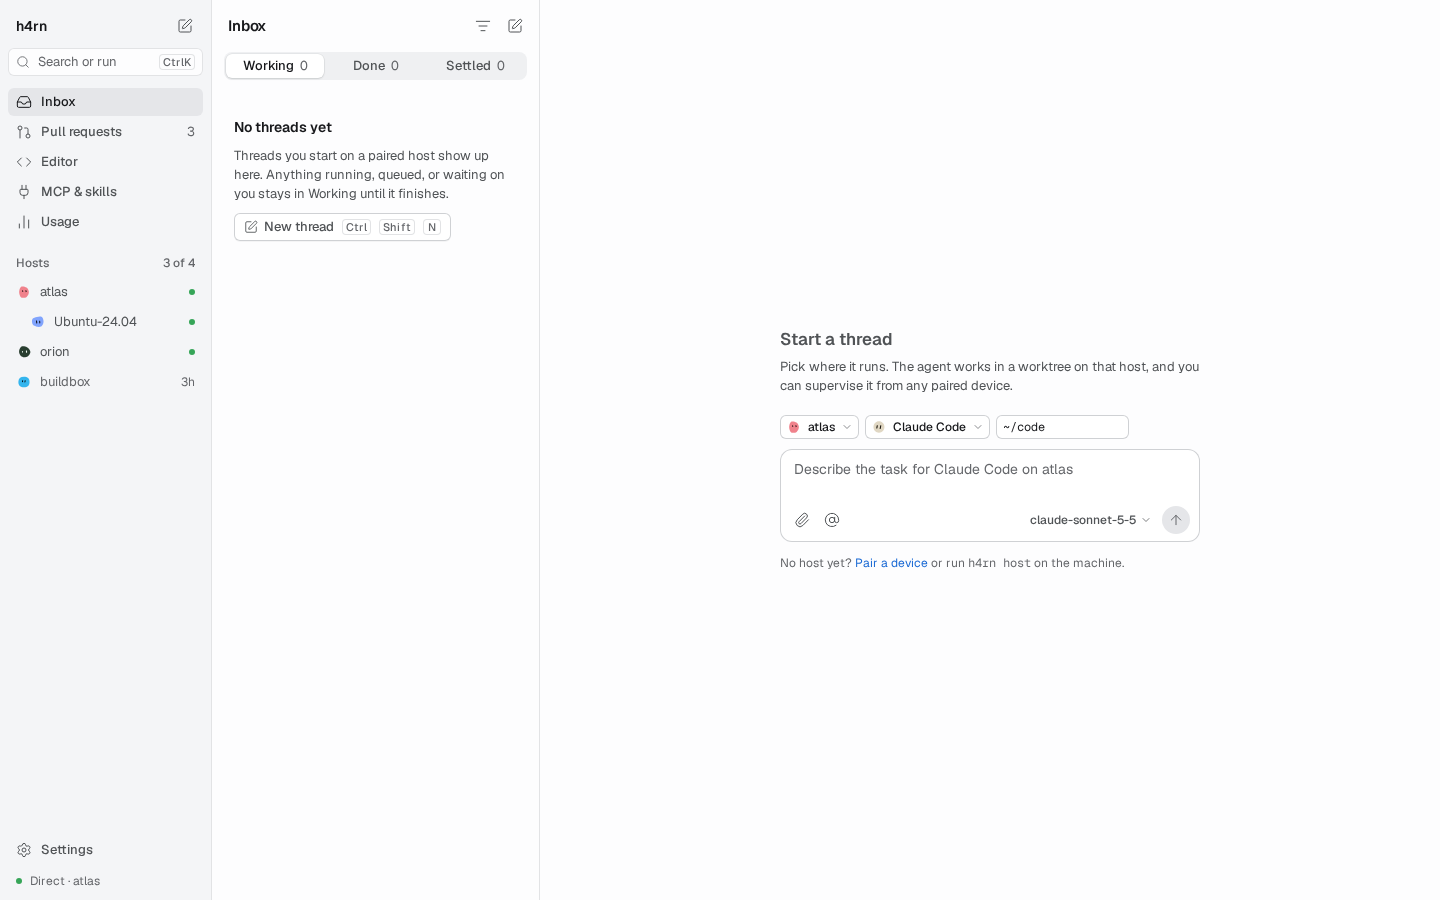 h4rn
Search or run CtrlK
Inbox
Pull requests 3
Editor
MCP & skills
Usage
Hosts 3 of 4
atlas
Ubuntu-24.04
orion
buildbox 3h
Settings
Direct · atlas
Inbox
Working 0 Done 0 Settled 0
No threads yet
Threads you start on a paired host show up
here. Anything running, queued, or waiting on
you stays in Working until it finishes.
New thread Ctrl Shift N
Start a thread
Pick where it runs. The agent works in a worktree on that host, and you
can supervise it from any paired device.
atlas Claude Code ~/code
Describe the task for Claude Code on atlas
claude-sonnet-5-5
No host yet? Pair a device or run h4rn host on the machine.